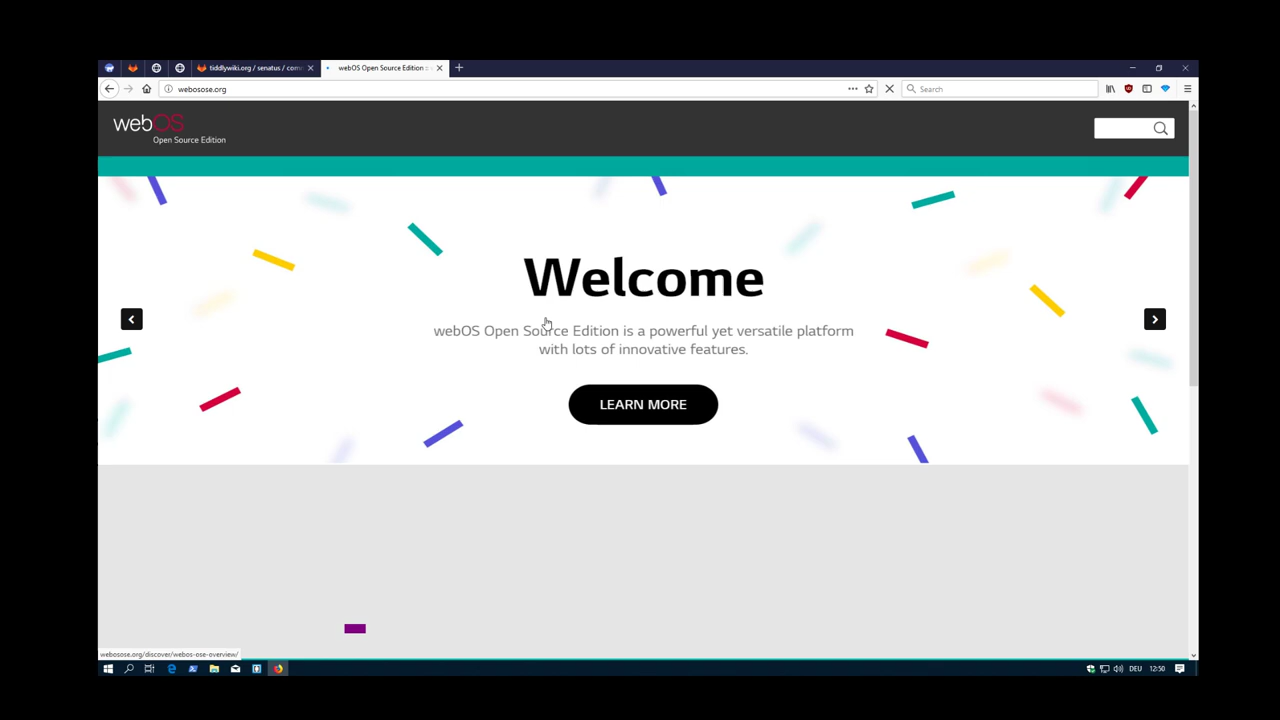 tiddlywiki.org / senatus / com
webOS Open Source Edition ::
webosose.org
Search
webOS
Open Source Edition
Welcome
webOS Open Source Edition is a powerful yet versatile platform
with lots of innovative features.
LEARN MORE
webosose.org/discover/webos-ose-overview/
DEU
12:50